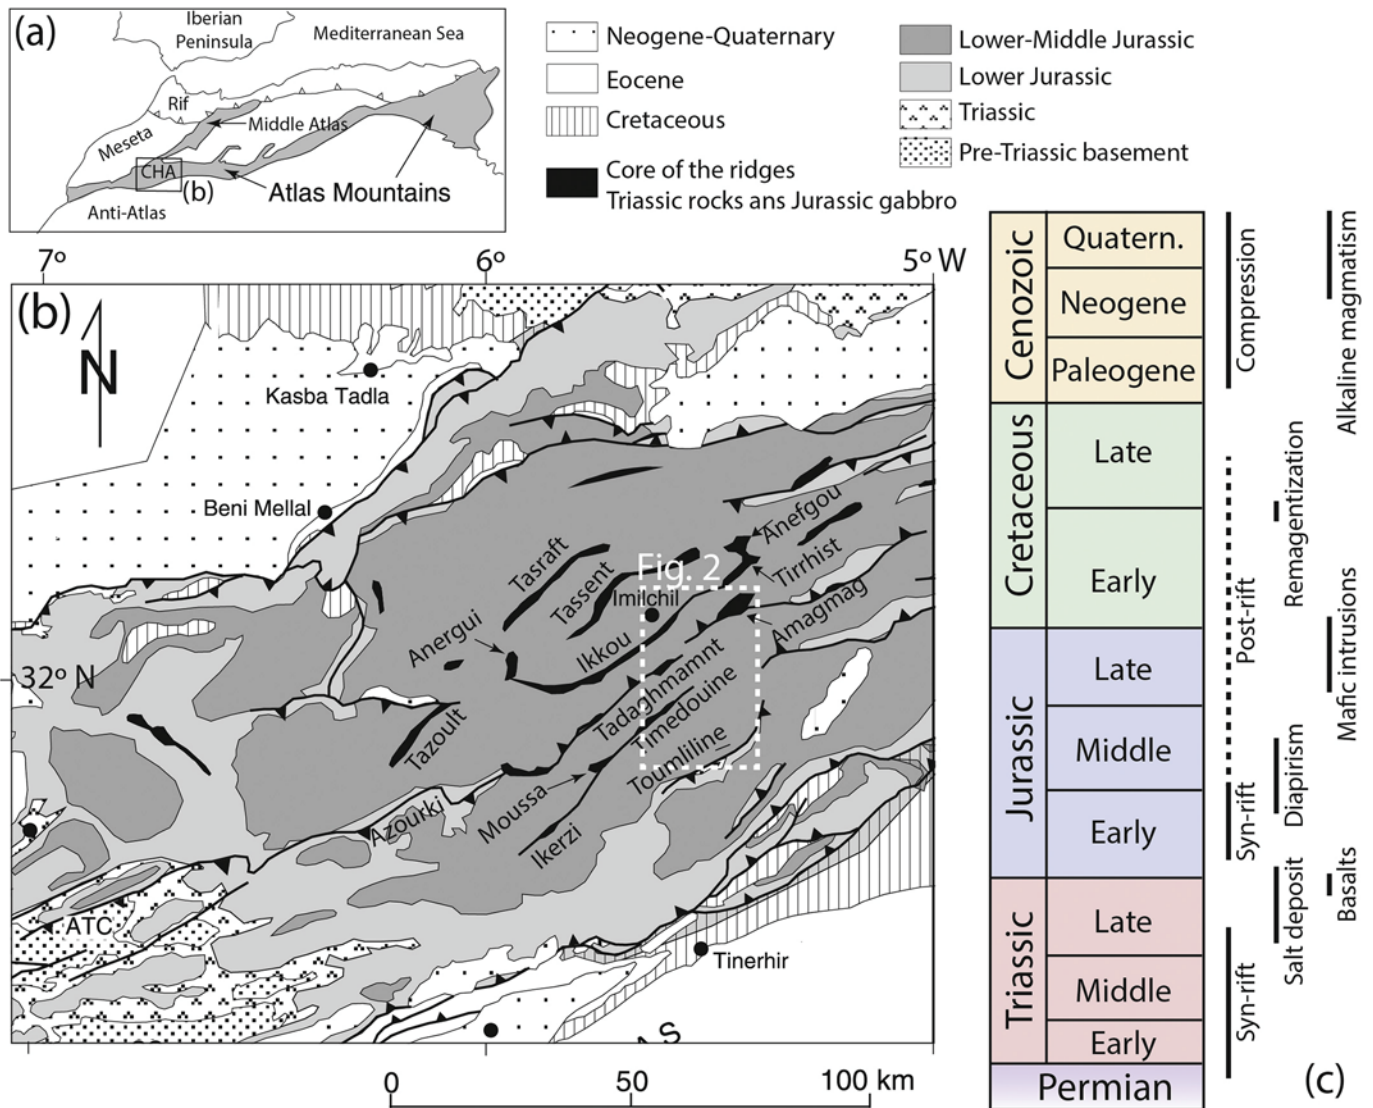 (a)
Iberian
Peninsula
Mediterranean Sea
Rif
Middle Atlas
Meseta
CHA
(b)
Atlas Mountains
Anti-Atlas
Neogene-Quaternary
Eocene
Cretaceous
Core of the ridges
Triassic rocks ans Jurassic gabbro
Lower-Middle Jurassic
Lower Jurassic
Triassic
Pre-Triassic basement
7º
6º
5º W
(b)
N
Kasba Tadla
Beni Mellal
Anefgou
Tasraft
Fig. 2
Tirrhist
Tassent
Imilchil
Amagmag
Anergui
Ikkou
32º N
Tadaghmamnt
Timedouine
Tazoult
Toumliline
Moussa
Azourki
Ikerzi
ATC
Tinerhir
AS
0
50
100 km
Cenozoic
Quatern.
Neogene
Paleogene
Cretaceous
Late
Early
Jurassic
Late
Middle
Early
Triassic
Late
Middle
Early
Permian
Compression
Alkaline magmatism
Remagentization
Post-rift
Mafic intrusions
Diapirism
Syn-rift
Salt deposit
Basalts
Syn-rift
(c)